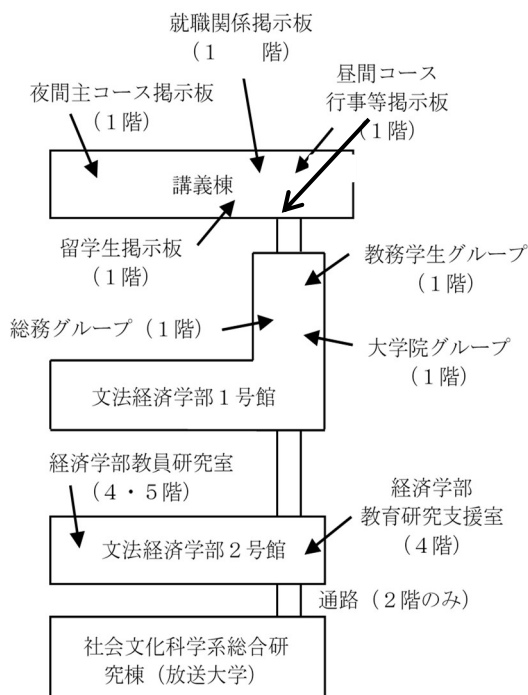 就職関係掲示板
（１　　階）
昼間コース
行事等掲示板
（１階）
夜間主コース掲示板
（１階）
講義棟
留学生掲示板
（１階）
教務学生グループ
（１階）
総務グループ（１階）
大学院グループ
（１階）
文法経済学部１号館
経済学部教員研究室
（４・５階）
経済学部
教育研究支援室
（４階）
文法経済学部２号館
通路（２階のみ）
社会文化科学系総合研
究棟（放送大学）